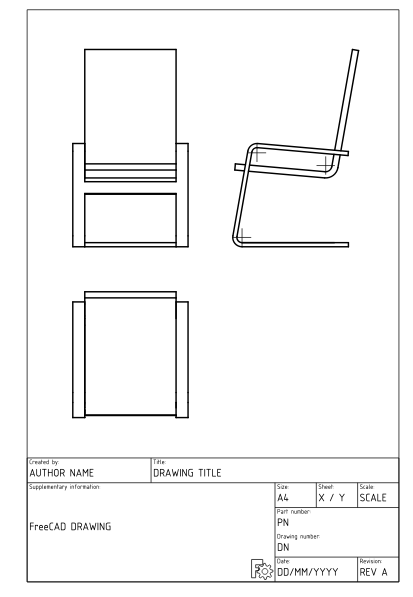 Created by:
AUTHOR NAME
Title:
DRAWING TITLE
Supplementary information:
FreeCAD DRAWING
Size:
A4
Sheet:
X / Y
Scale:
SCALE
Part number:
PN
Drawing number:
DN
Date:
DD/MM/YYYY
Revision:
REV A